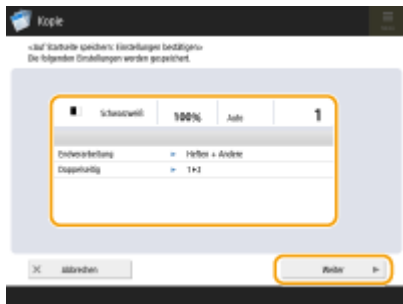 Kopie
<Auf Startseite speichern: Einstellungen bestätigen>
Die folgenden Einstellungen werden gespeichert.
Schwarzweiß 100% Auto 1
Endverarbeitung ► Heften + Andere
Doppelseitig ► 1►2
× Abbrechen Weiter ►